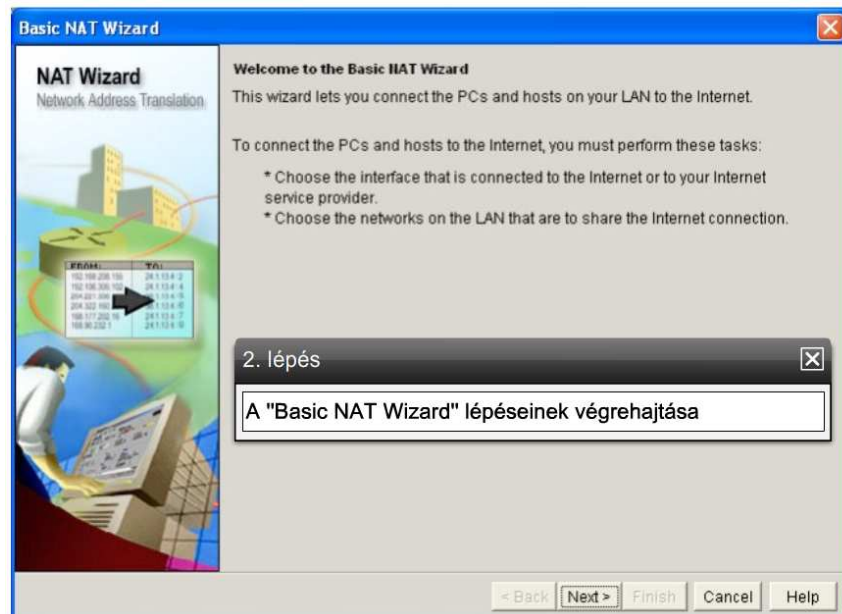 Basic NAT Wizard
NAT Wizard
Network Address Translation
FROM: TO:
Welcome to the Basic NAT Wizard
This wizard lets you connect the PCs and hosts on your LAN to the Internet.
To connect the PCs and hosts to the Internet, you must perform these tasks:
* Choose the interface that is connected to the Internet or to your Internet
service provider.
* Choose the networks on the LAN that are to share the Internet connection.
2. lépés
A "Basic NAT Wizard" lépéseinek végrehajtása
< Back Next > Finish Cancel Help